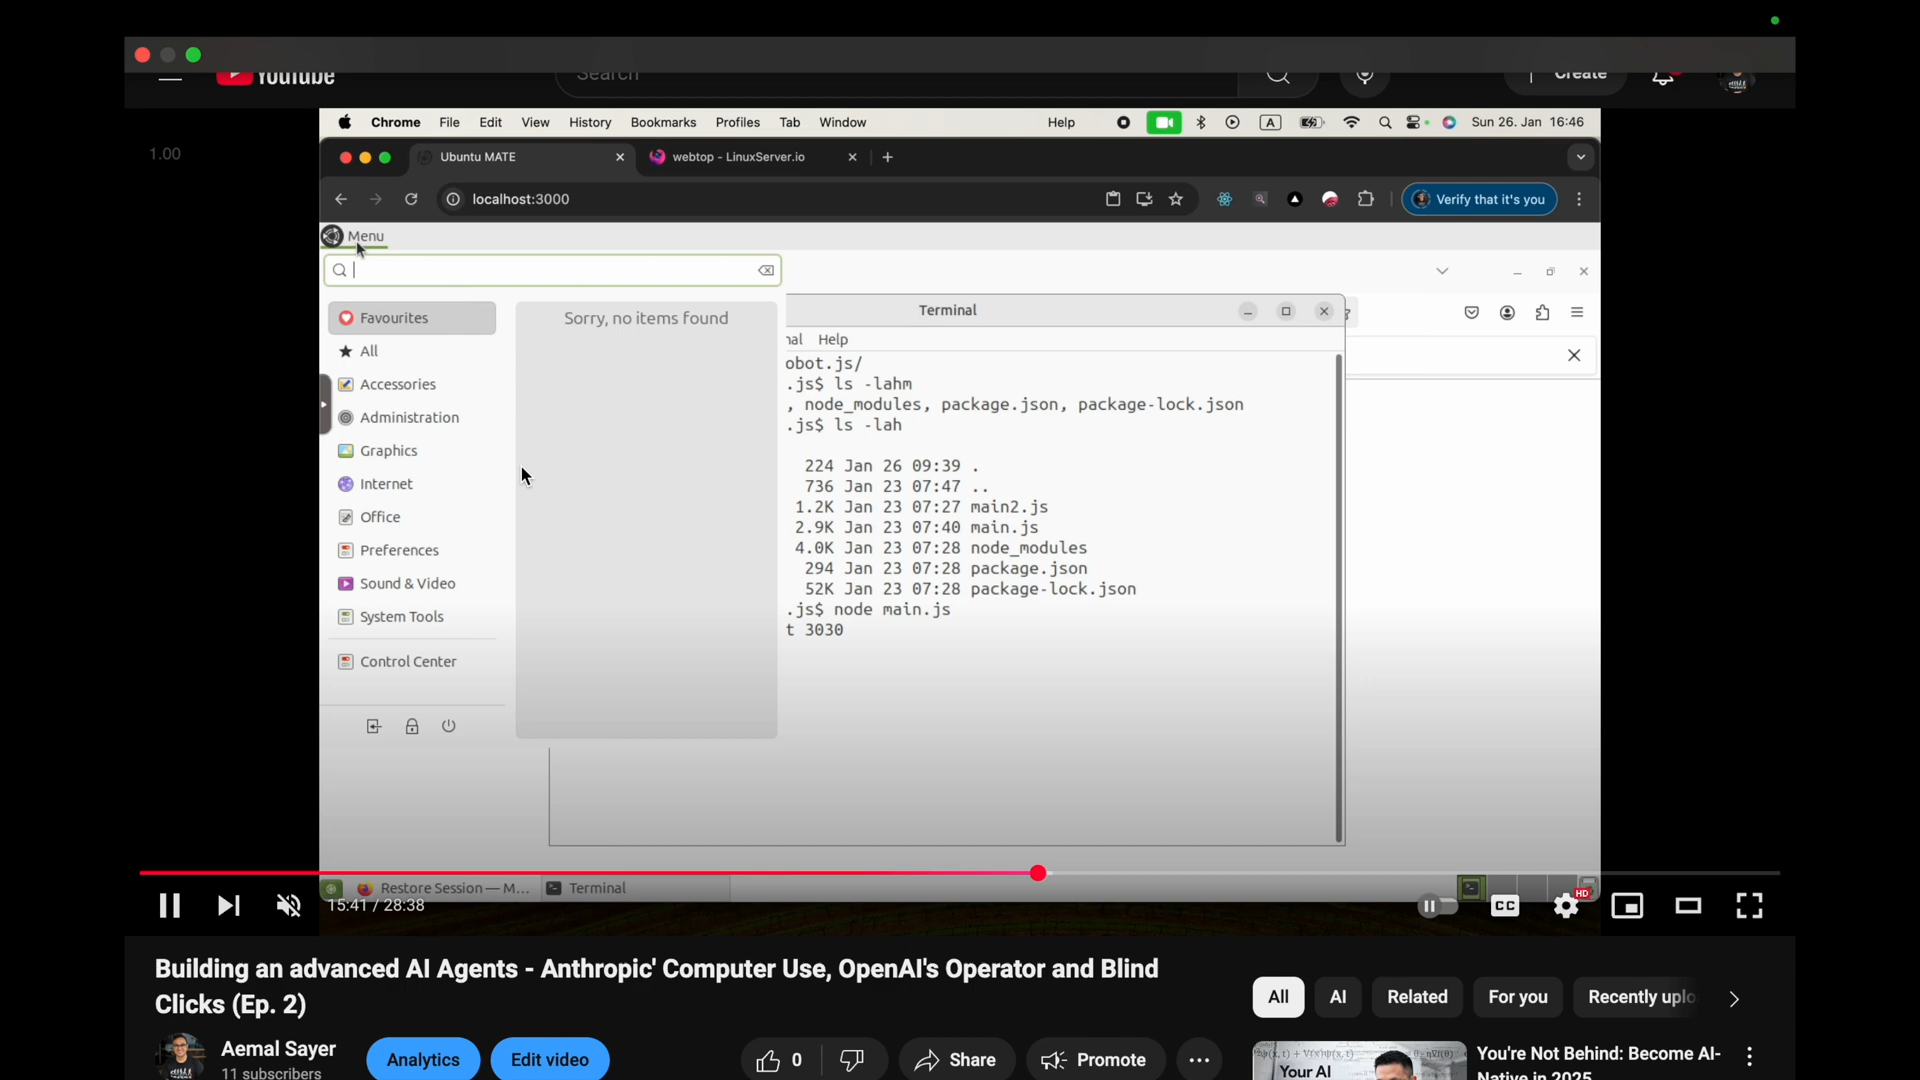 YouTube
Search
Create
1.00
Chrome File Edit View History Bookmarks Profiles Tab Window Help A Sun 26. Jan 16:46
Ubuntu MATE
webtop - LinuxServer.io
localhost:3000
Verify that it's you
Menu
Favourites
All
Accessories
Administration
Graphics
Internet
Office
Preferences
Sound & Video
System Tools
Control Center
Sorry, no items found
Terminal
nal Help
obot.js/
.js$ ls -lahm
, node_modules, package.json, package-lock.json
.js$ ls -lah
224 Jan 26 09:39 .
736 Jan 23 07:47 ..
1.2K Jan 23 07:27 main2.js
2.9K Jan 23 07:40 main.js
4.0K Jan 23 07:28 node_modules
294 Jan 23 07:28 package.json
52K Jan 23 07:28 package-lock.json
.js$ node main.js
t 3030
Restore Session — M...
Terminal
15:41 / 28:38
CC
HD
Building an advanced AI Agents - Anthropic' Computer Use, OpenAI's Operator and Blind
Clicks (Ep. 2)
Aemal Sayer
11 subscribers
Analytics
Edit video
0
Share
Promote
All
AI
Related
For you
Recently uplo
Your AI
You're Not Behind: Become AI-
Native in 2025